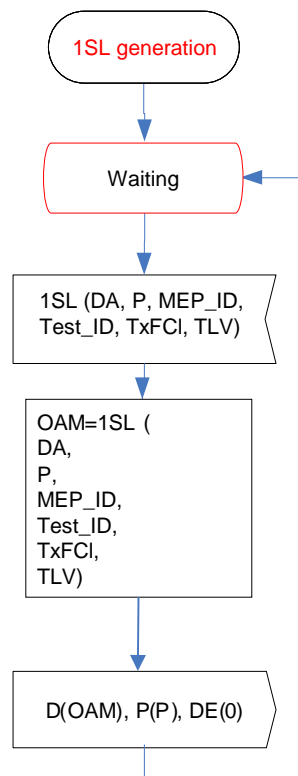 1SL generation
Waiting
1SL (DA, P, MEP_ID,
Test_ID, TxFCl, TLV)
OAM=1SL (
DA,
P,
MEP_ID,
Test_ID,
TxFCl,
TLV)
D(OAM), P(P), DE(0)